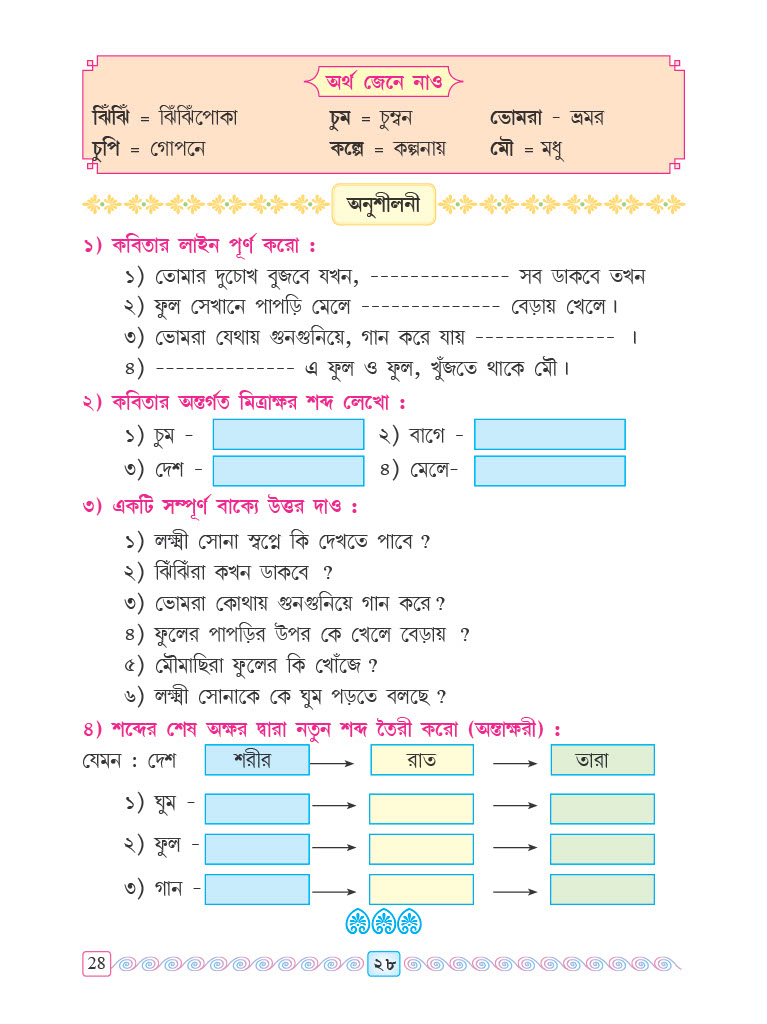 অর্থ জেনে নাও
ঝিঁঝিঁ = ঝিঁঝিঁপোকা চুম = চুম্বন ভোমরা - ভ্রমর
চুপি = গোপনে কল্পে = কল্পনায় মৌ = মধু
অনুশীলনী
১) কবিতার লাইন পূর্ণ করো :
১) তোমার দুচোখ বুজবে যখন, -------------- সব ডাকবে তখন
২) ফুল সেখানে পাপড়ি মেলে -------------- বেড়ায় খেলে।
৩) ভোমরা যেথায় গুনগুনিয়ে, গান করে যায় -------------- ।
৪) -------------- এ ফুল ও ফুল, খুঁজতে থাকে মৌ।
২) কবিতার অন্তর্গত মিত্রাক্ষর শব্দ লেখো :
১) চুম - ২) বাগে -
৩) দেশ - ৪) মেলে-
৩) একটি সম্পূর্ণ বাক্যে উত্তর দাও :
১) লক্ষ্মী সোনা স্বপ্নে কি দেখতে পাবে ?
২) ঝিঁঝিঁরা কখন ডাকবে ?
৩) ভোমরা কোথায় গুনগুনিয়ে গান করে ?
৪) ফুলের পাপড়ির উপর কে খেলে বেড়ায় ?
৫) মৌমাছিরা ফুলের কি খোঁজে ?
৬) লক্ষ্মী সোনাকে কে ঘুম পড়তে বলছে ?
৪) শব্দের শেষ অক্ষর দ্বারা নতুন শব্দ তৈরী করো (অন্তাক্ষরী) :
যেমন : দেশ শরীর রাত তারা
১) ঘুম -
২) ফুল -
৩) গান -
28 ২৮